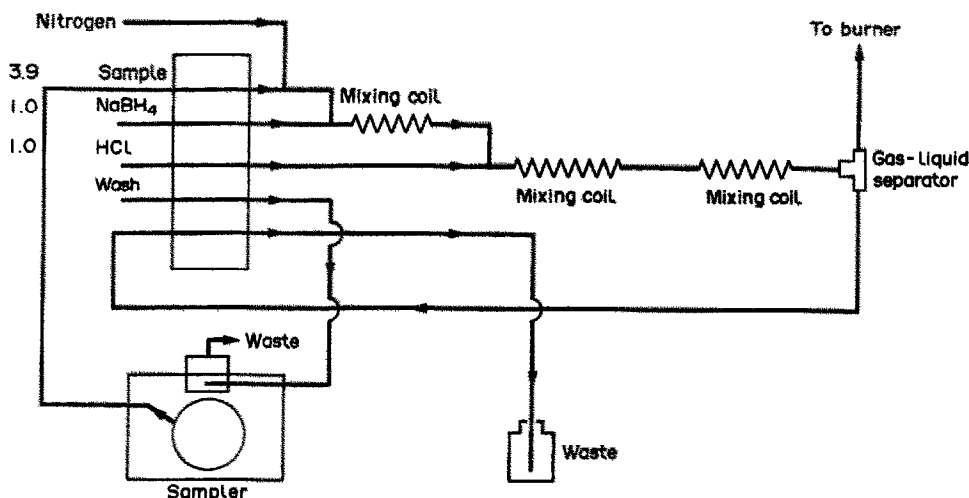 Nitrogen
To burner
3.9 Sample
Mixing coil
1.0 NaBH₄
1.0 HCl
Gas-liquid
separator
Wash
Mixing coil
Mixing coil
Waste
Waste
Sampler